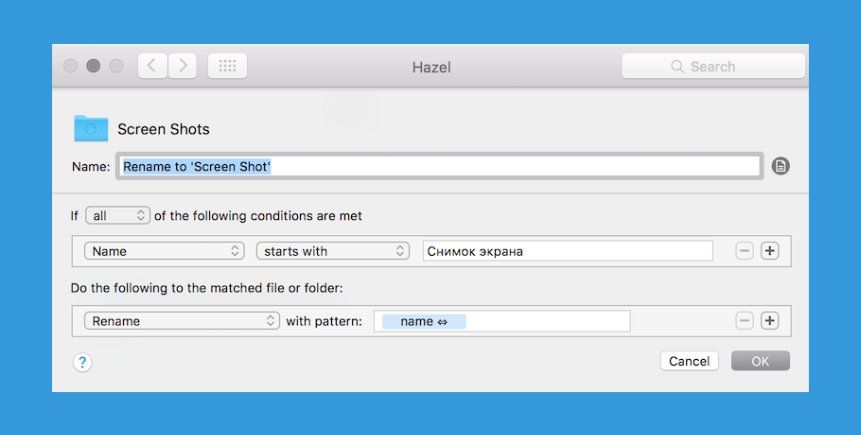 Hazel
Search
Screen Shots
Name: Rename to 'Screen Shot'
If all of the following conditions are met
Name starts with Снимок экрана
Do the following to the matched file or folder:
Rename with pattern: name ⇔
? Cancel OK